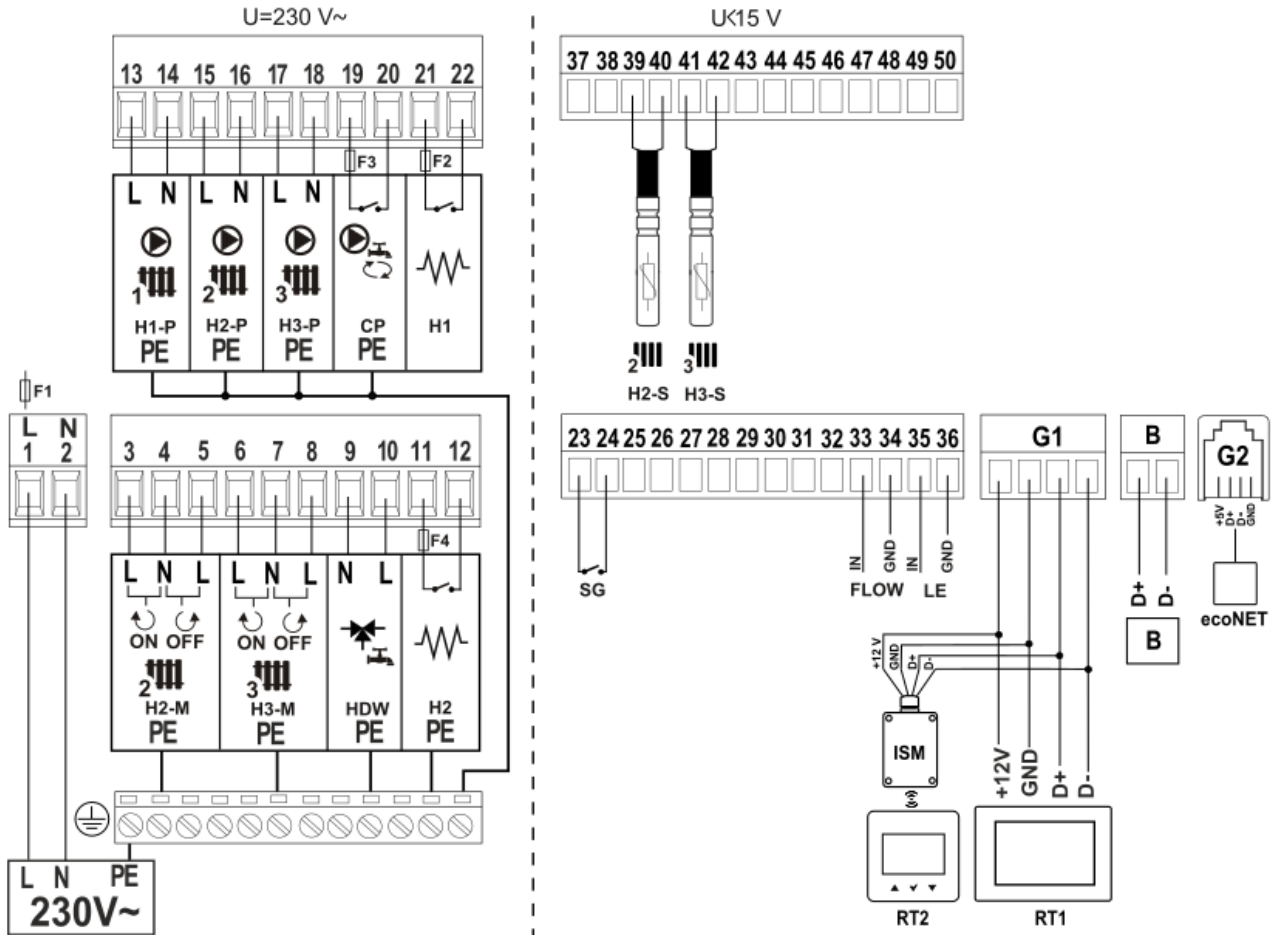 U=230 V~
U<15 V
13 14 15 16 17 18 19 20 21 22
37 38 39 40 41 42 43 44 45 46 47 48 49 50
F3 F2
L N L N L N
1 2 3
H1-P H2-P H3-P CP H1
PE PE PE PE
2 3
H2-S H3-S
F1
L N
1 2
3 4 5 6 7 8 9 10 11 12
23 24 25 26 27 28 29 30 31 32 33 34 35 36
G1
B
G2
+5V
D+
D-
GND
F4
L N L L N L N L
ON OFF ON OFF
2 3
H2-M H3-M HDW H2
PE PE PE PE
SG
IN GND IN GND
FLOW LE
D+ D-
B
ecoNET
+12 V
GND
D+
D-
ISM
+12V
GND
D+
D-
RT2 RT1
L N PE
230V~